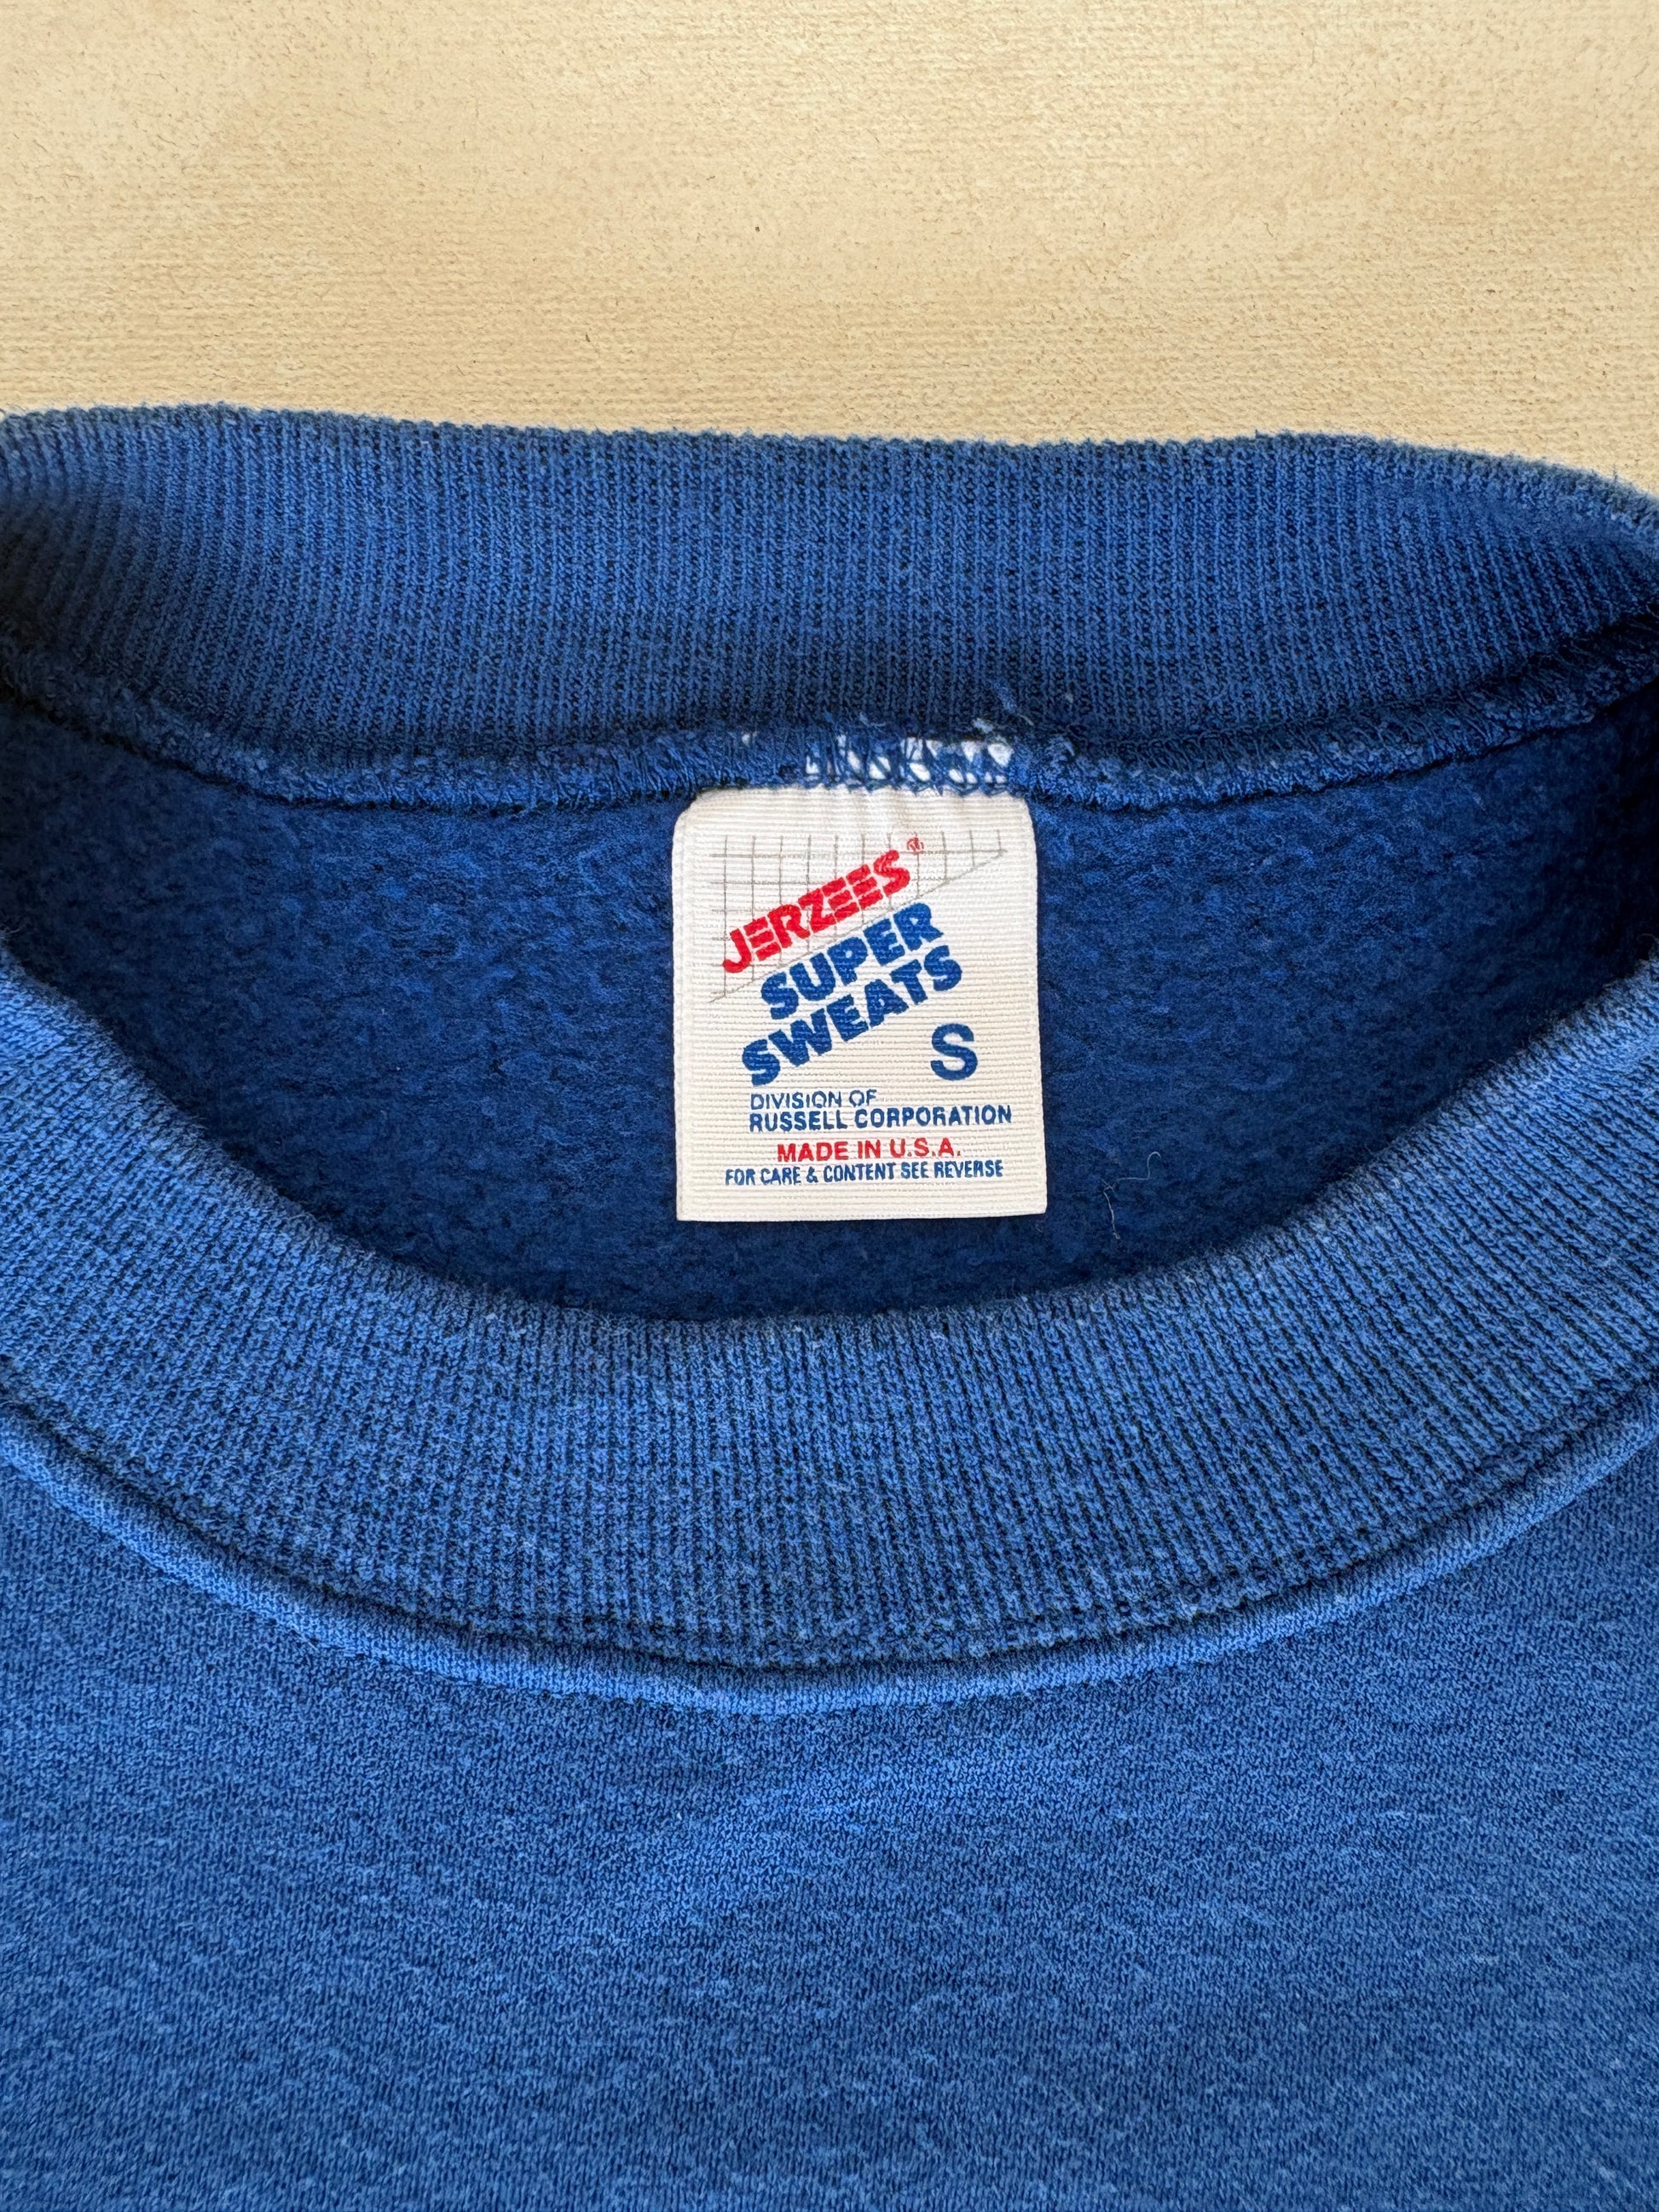 JERZEES®
SUPER
SWEATS
S
DIVISION OF
RUSSELL CORPORATION
MADE IN U.S.A.
FOR CARE & CONTENT SEE REVERSE